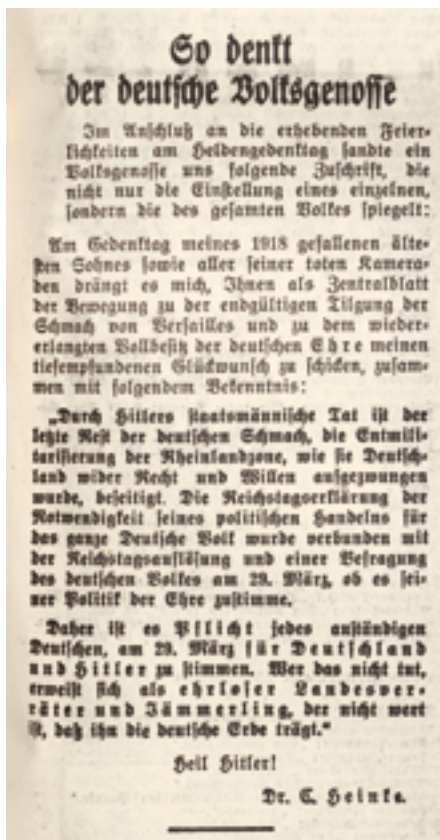 So denkt
der deutsche Volksgenosse
Im Anschluß an die erhebenden Feier-
lichkeiten am Heldengedenktag sandte ein
Volksgenosse uns folgende Zuschrift, die
nicht nur die Einstellung eines einzelnen,
sondern die des gesamten Volkes spiegelt:
Am Gedenktag meines 1918 gefallenen älte-
sten Sohnes sowie aller seiner toten Kamera-
den drängt es mich, Ihnen als Zentralblatt
der Bewegung zu der endgültigen Tilgung der
Schmach von Versailles und zu dem wieder-
erlangten Vollbesitz der deutschen Ehre meinen
tiefempfundenen Glückwunsch zu schicken, zusam-
men mit folgendem Bekenntnis:
„Durch Hitlers staatsmännische Tat ist der
letzte Rest der deutschen Schmach, die Entmili-
tarisierung der Rheinlandzone, wie sie Deutsch-
land wider Recht und Willen aufgezwungen
wurde, beseitigt. Die Reichstagserklärung der
Notwendigkeit seines politischen Handelns für
das ganze Deutsche Volk wurde verbunden mit
der Reichstagsauflösung und einer Befragung
des deutschen Volkes am 29. März, ob es sei-
ner Politik der Ehre zustimme.
Daher ist es Pflicht jedes anständigen
Deutschen, am 29. März für Deutschland
und Hitler zu stimmen. Wer das nicht tut,
erweist sich als ehrloser Landesver-
räter und Jämmerling, der nicht wert
ist, daß ihn die deutsche Erde trägt."
Heil Hitler!
Dr. C. Heinke.